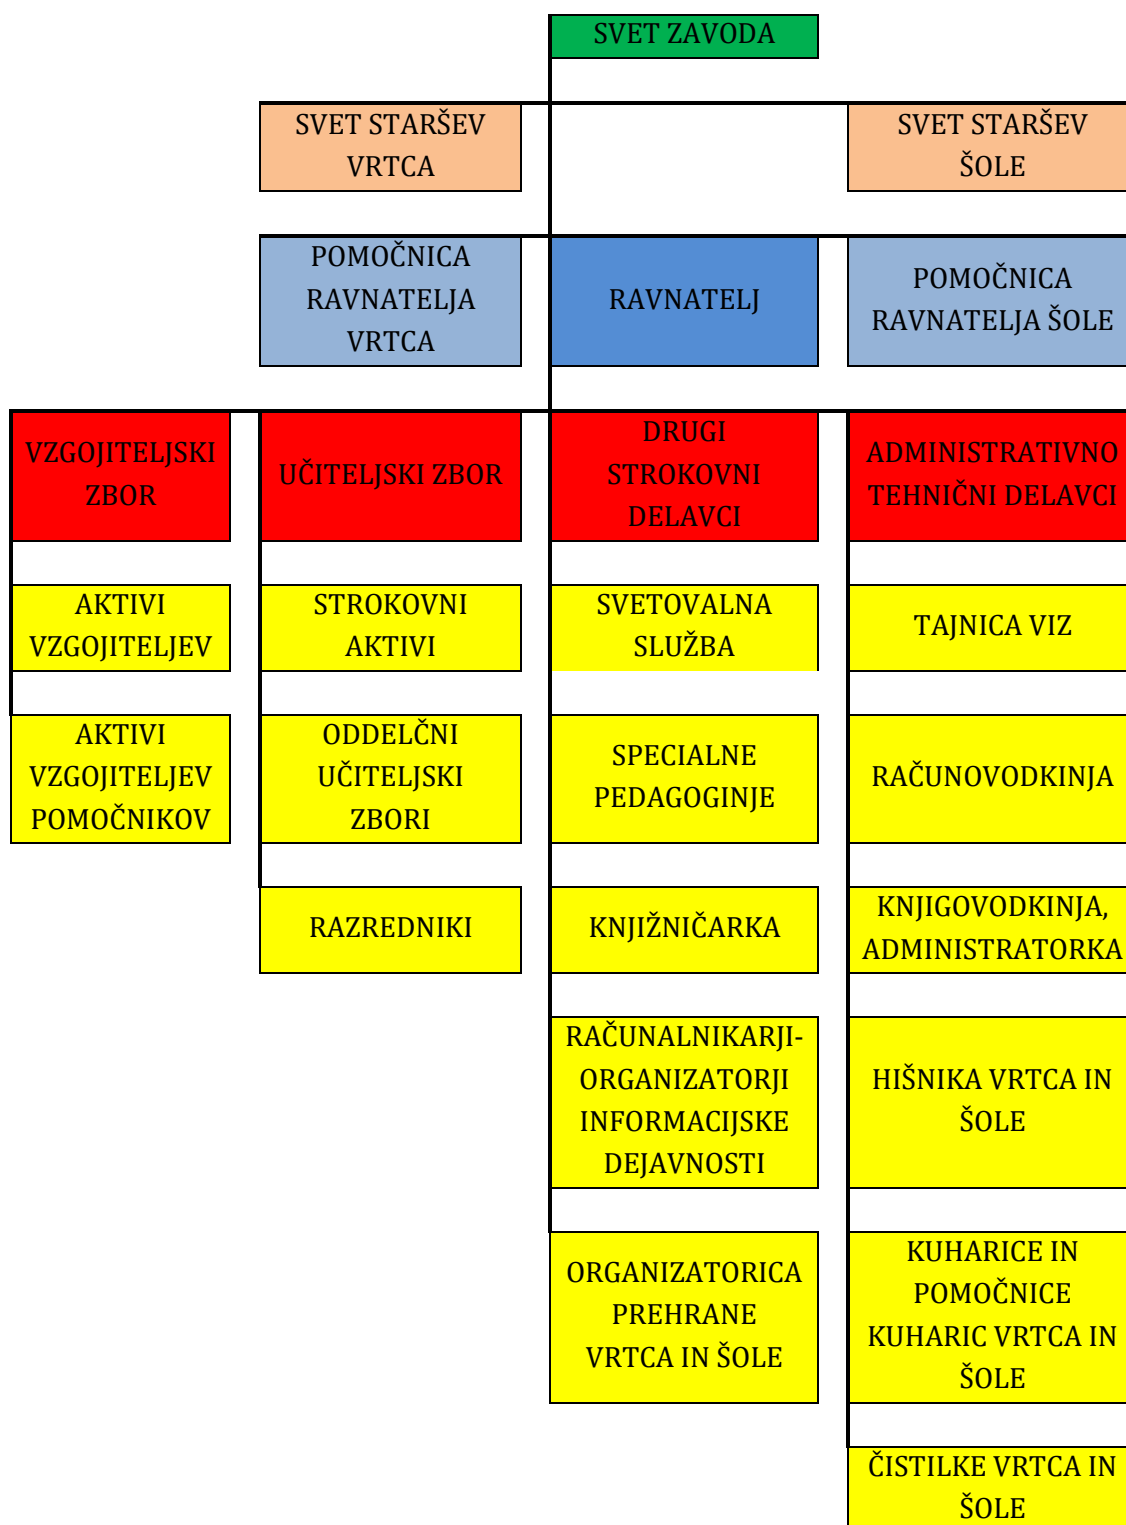 SVET ZAVODA
SVET STARŠEV
VRTCA
SVET STARŠEV
ŠOLE
POMOČNICA
RAVNATELJA
VRTCA
RAVNATELJ
POMOČNICA
RAVNATELJA ŠOLE
VZGOJITELJSKI
ZBOR
UČITELJSKI ZBOR
DRUGI
STROKOVNI
DELAVCI
ADMINISTRATIVNO
TEHNIČNI DELAVCI
AKTIVI
VZGOJITELJEV
STROKOVNI
AKTIVI
SVETOVALNA
SLUŽBA
TAJNICA VIZ
AKTIVI
VZGOJITELJEV
POMOČNIKOV
ODDELČNI
UČITELJSKI
ZBORI
SPECIALNE
PEDAGOGINJE
RAČUNOVODKINJA
RAZREDNIKI
KNJIŽNIČARKA
KNJIGOVODKINJA,
ADMINISTRATORKA
RAČUNALNIKARJI-
ORGANIZATORJI
INFORMACIJSKE
DEJAVNOSTI
HIŠNIKA VRTCA IN
ŠOLE
ORGANIZATORICA
PREHRANE
VRTCA IN ŠOLE
KUHARICE IN
POMOČNICE
KUHARIC VRTCA IN
ŠOLE
ČISTILKE VRTCA IN
ŠOLE